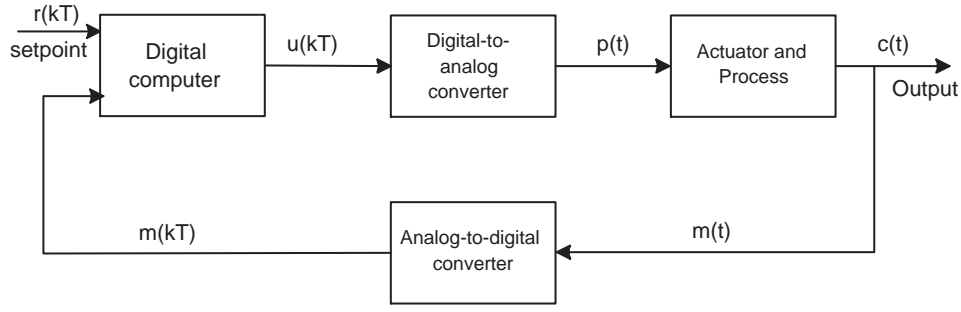 r(kT)
setpoint
Digital
computer
u(kT)
Digital-to-
analog
converter
p(t)
Actuator and
Process
c(t)
Output
m(kT)
Analog-to-digital
converter
m(t)